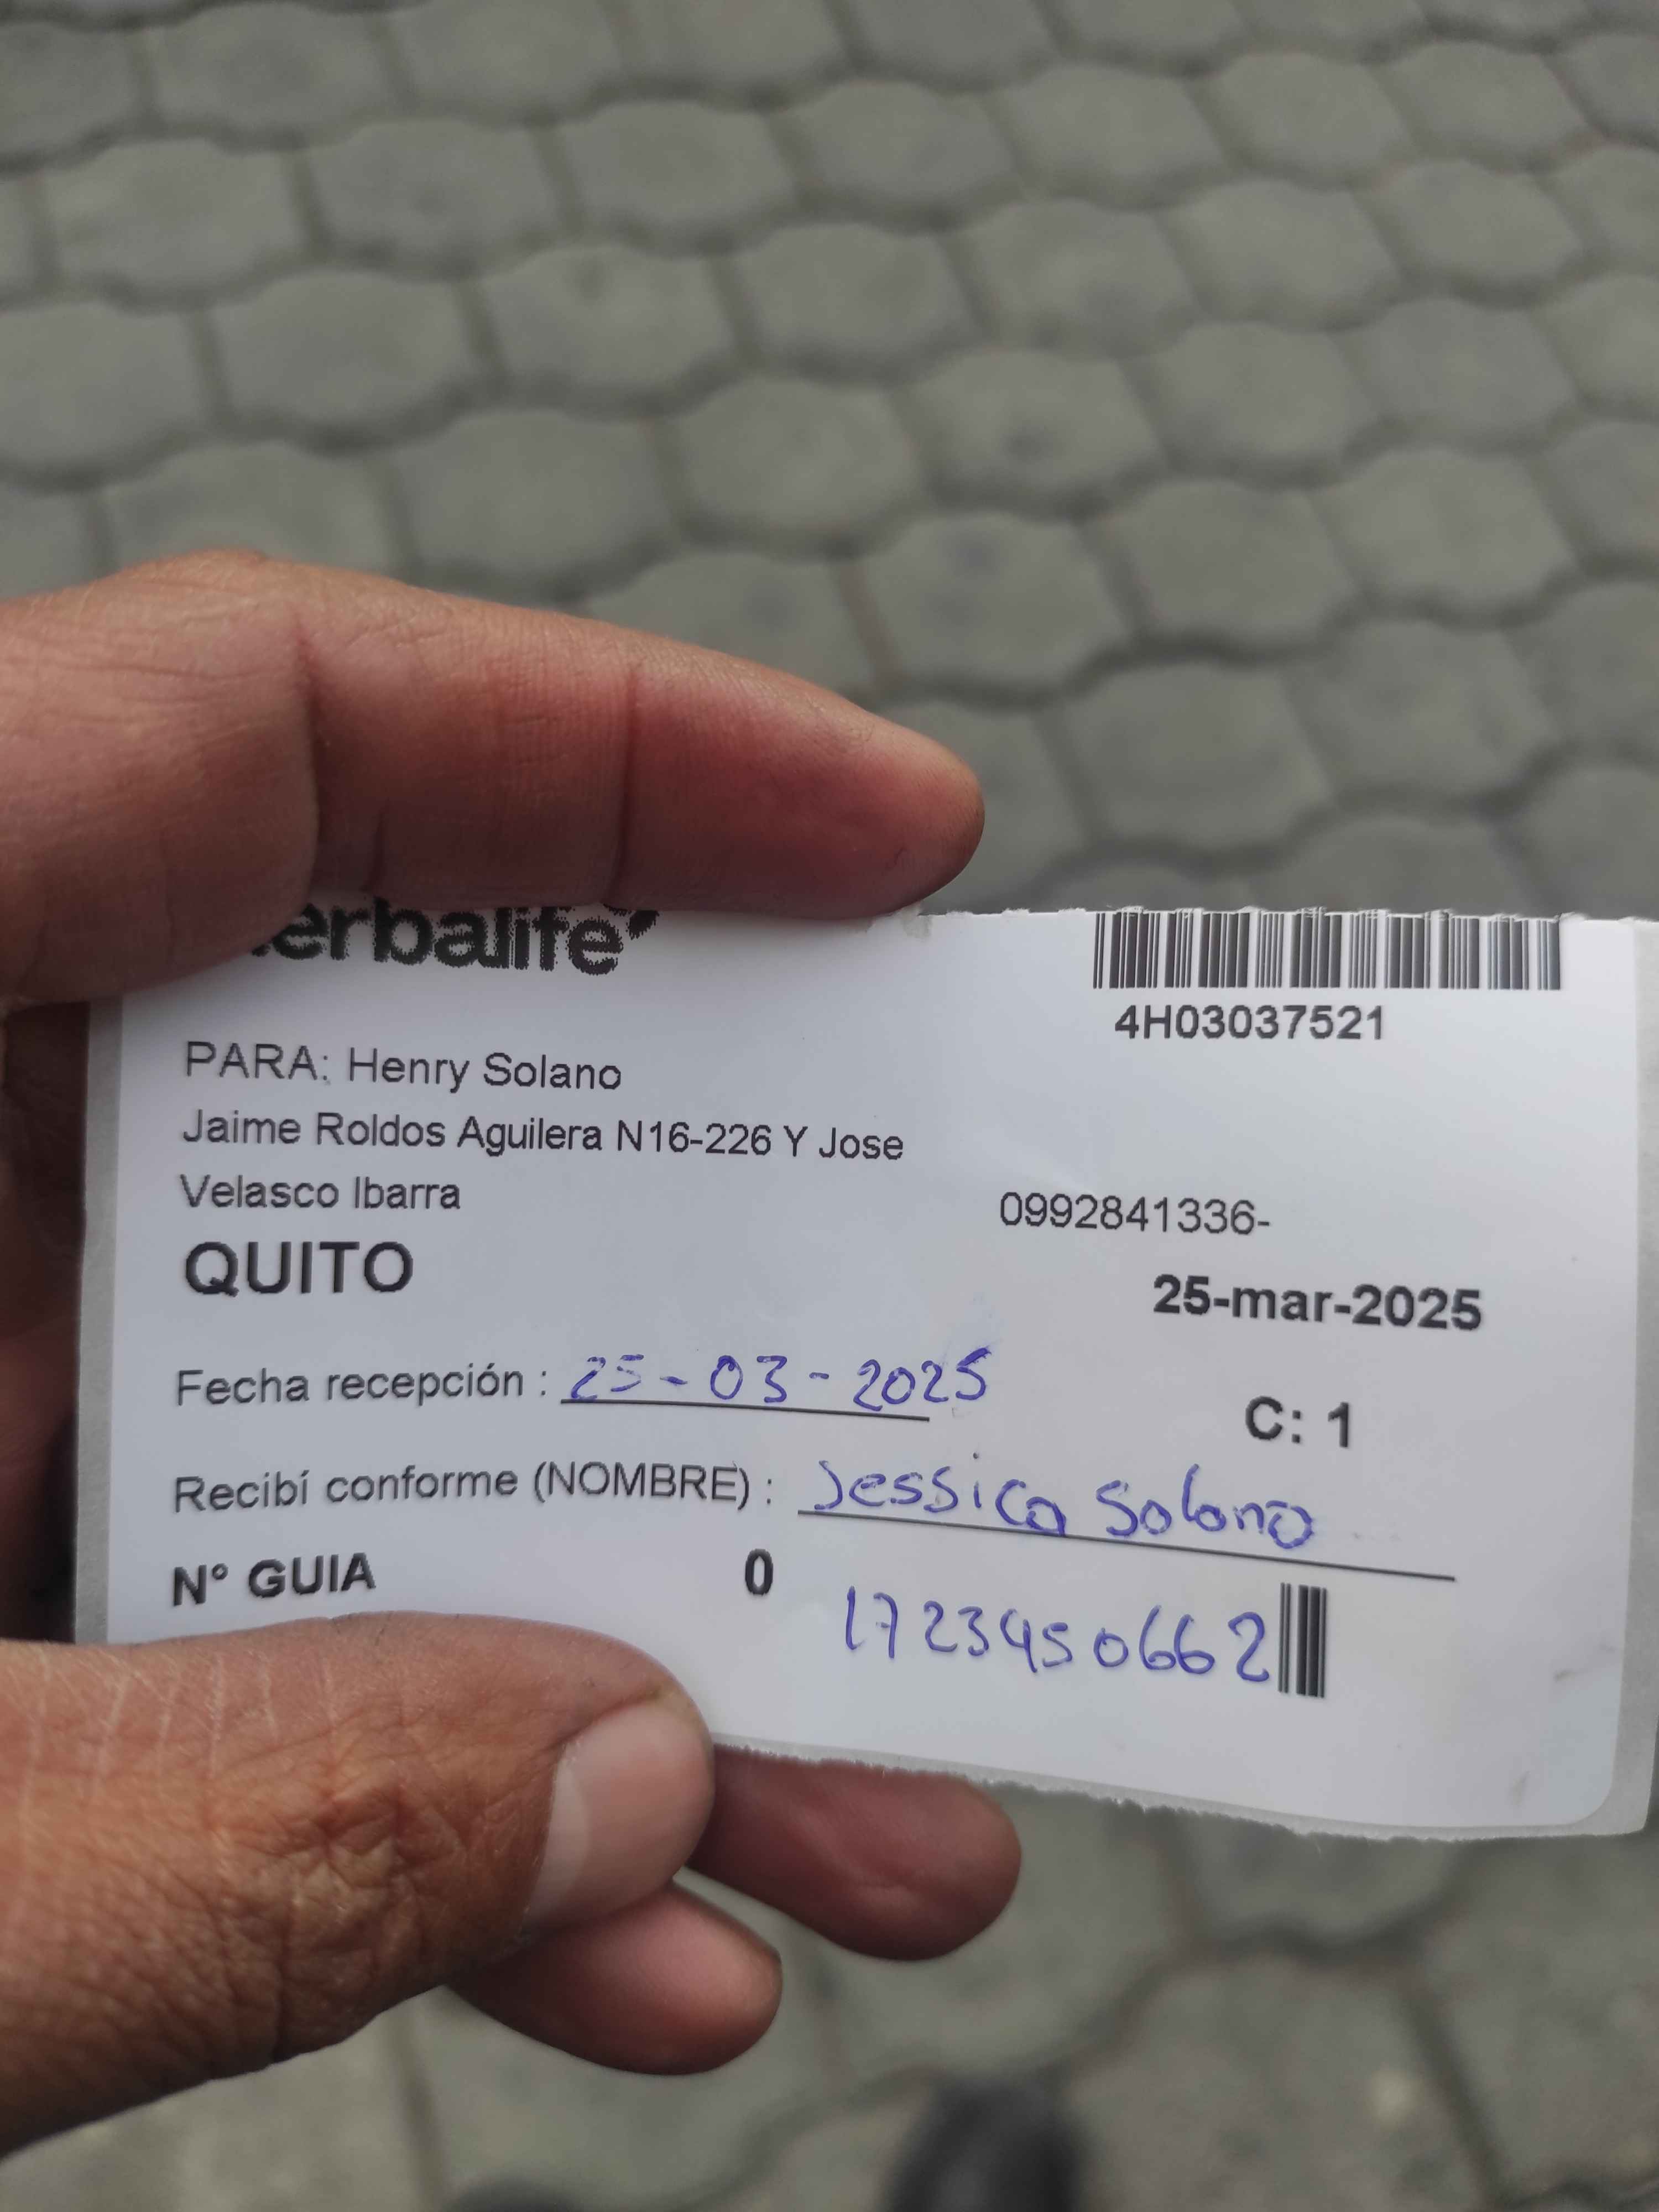 erbalife
4H03037521
PARA: Henry Solano
Jaime Roldos Aguilera N16-226 Y Jose
Velasco Ibarra
0992841336-
QUITO
25-mar-2025
Fecha recepción : 25-03-2025
C: 1
Recibí conforme (NOMBRE) : Jessica Solano
N° GUIA 0
1723450662